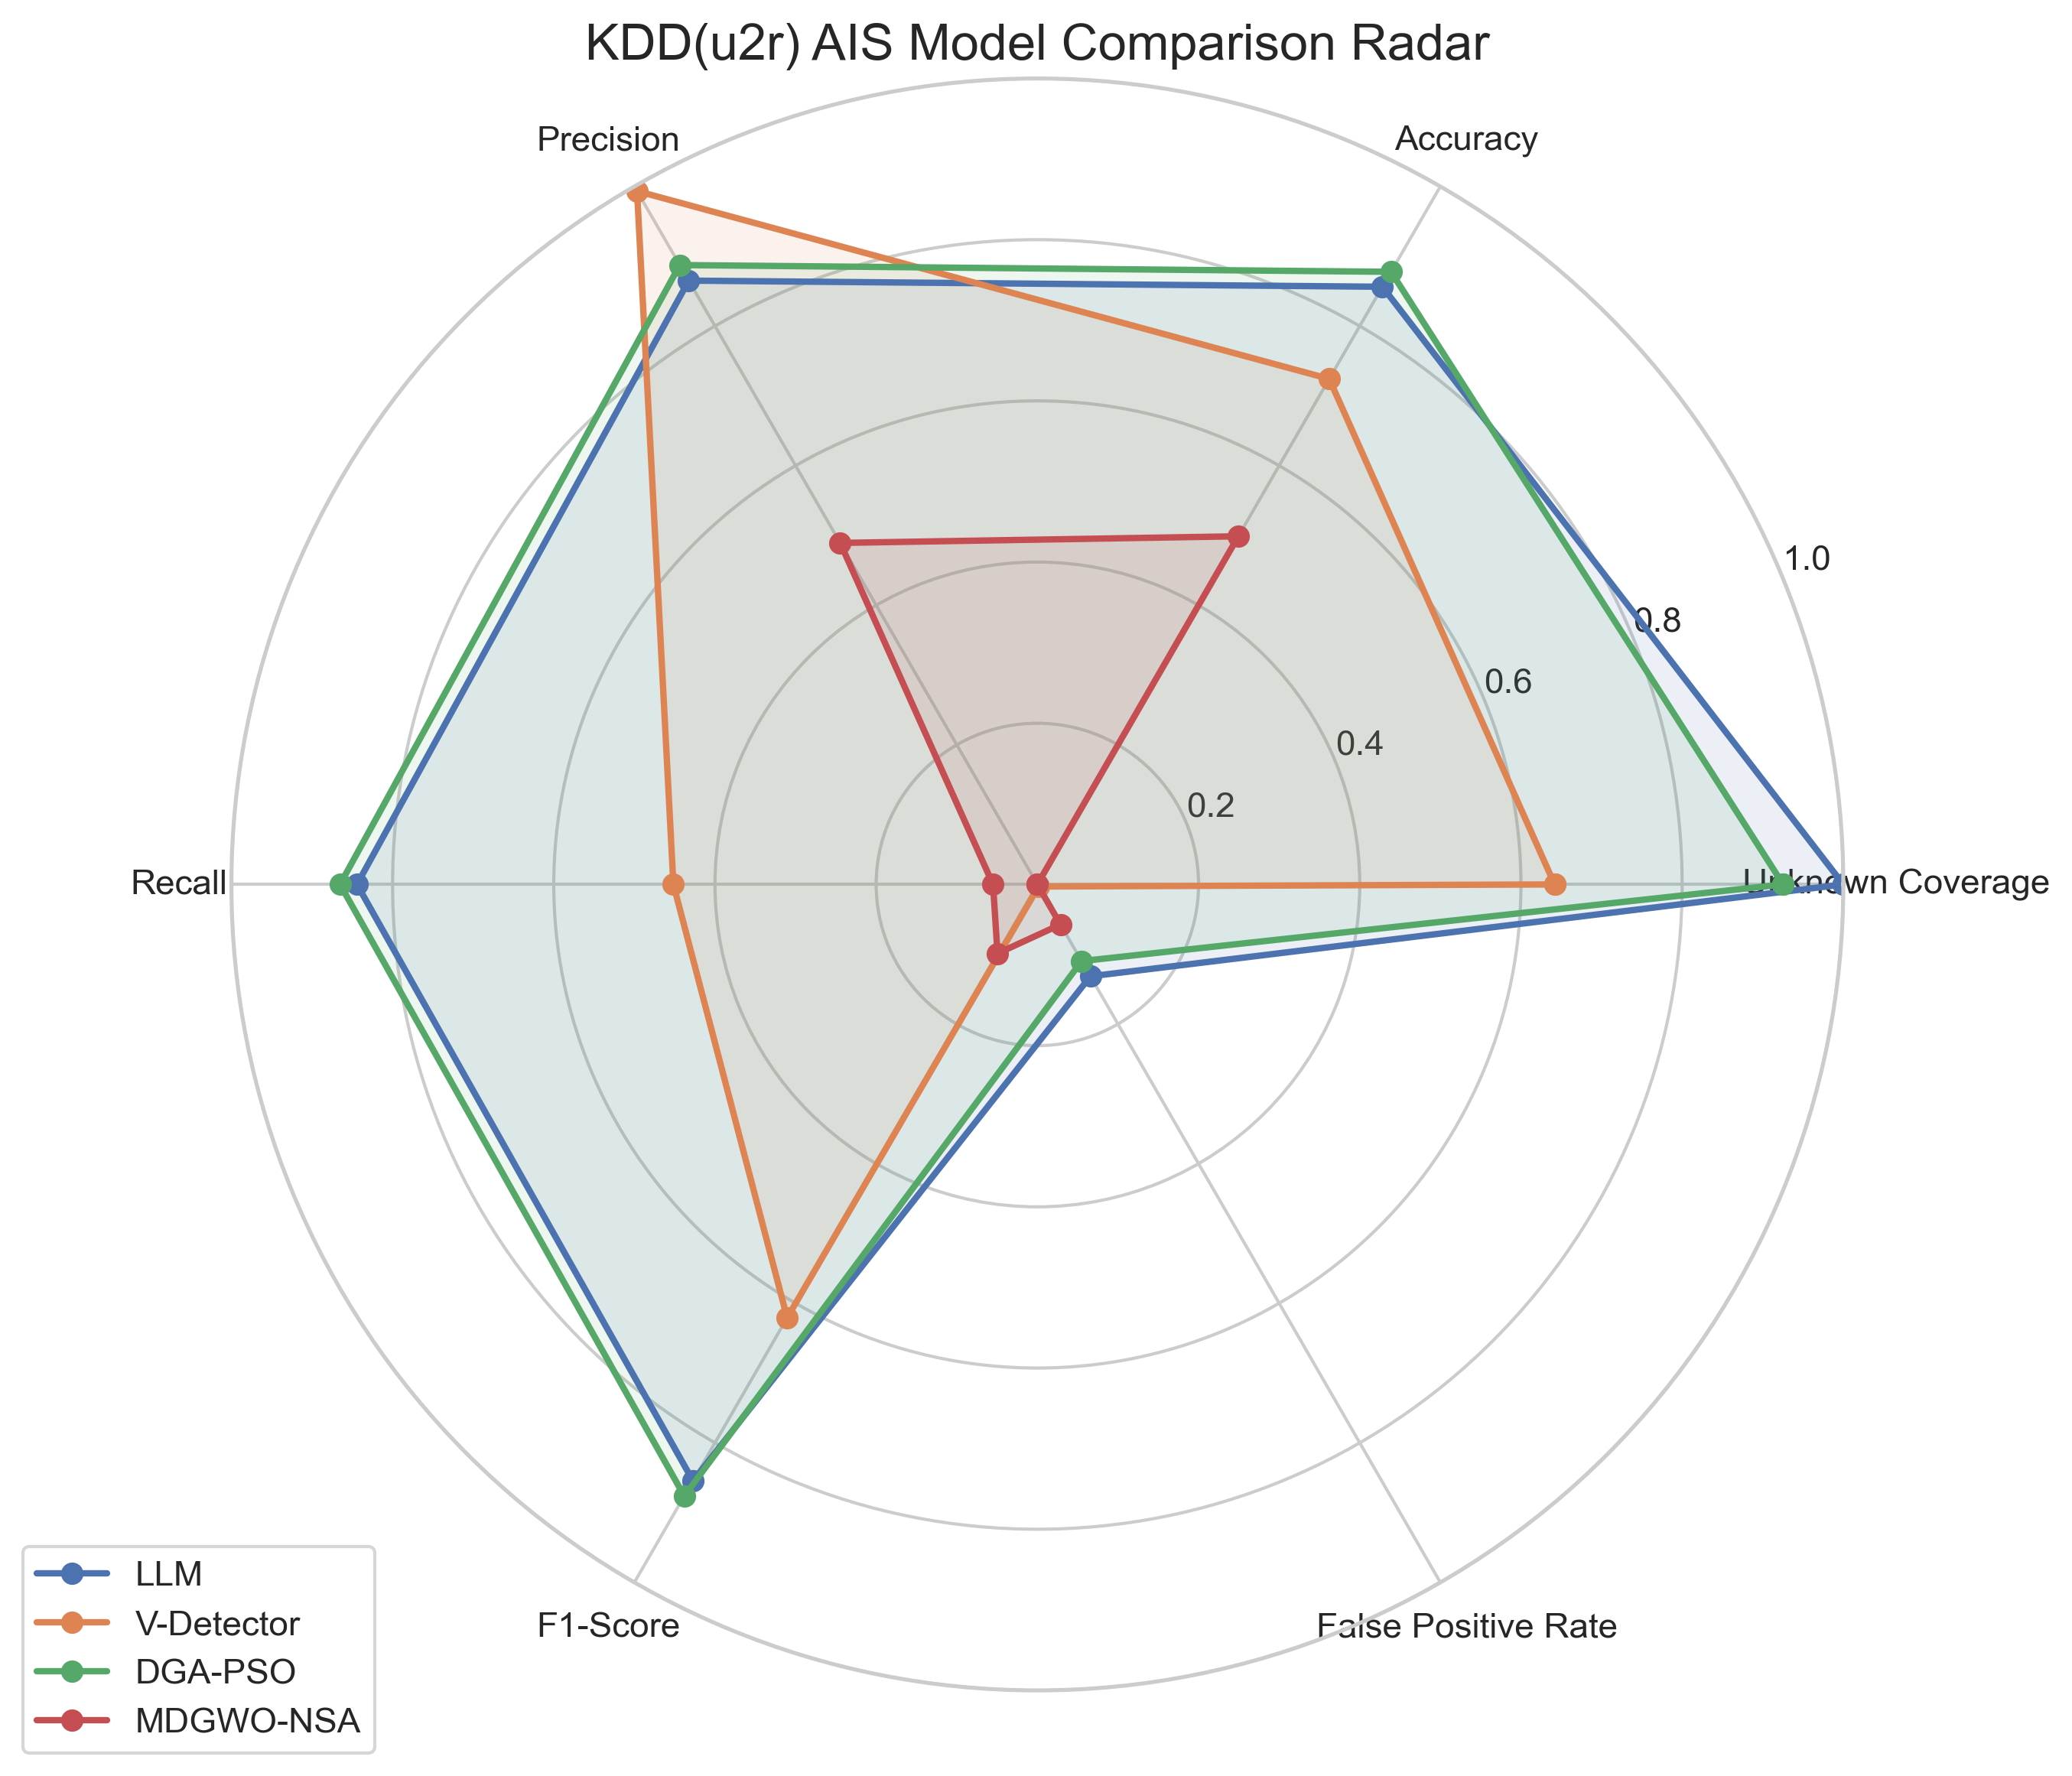 KDD(u2r) AIS Model Comparison Radar
Precision
Accuracy
1.0
0.8
0.6
0.4
0.2
Recall
Unknown Coverage
F1-Score
False Positive Rate
LLM
V-Detector
DGA-PSO
MDGWO-NSA